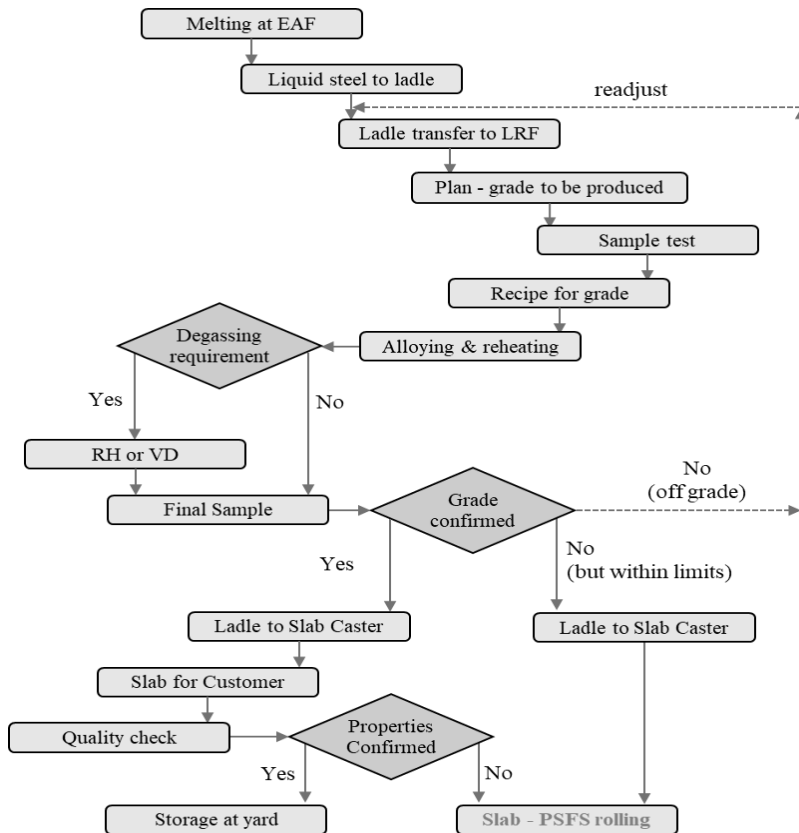 Melting at EAF
Liquid steel to ladle
readjust
Ladle transfer to LRF
Plan - grade to be produced
Sample test
Recipe for grade
Degassing
requirement
Alloying & reheating
Yes
No
RH or VD
Final Sample
Grade
confirmed
No
(off grade)
Yes
No
(but within limits)
Ladle to Slab Caster
Ladle to Slab Caster
Slab for Customer
Quality check
Properties
Confirmed
Yes
No
Storage at yard
Slab - PSFS rolling